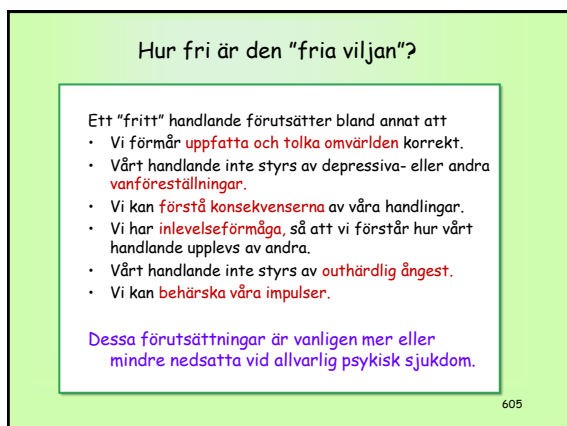 Hur fri är den ”fria viljan”?
Ett ”fritt” handlande förutsätter bland annat att
• Vi förmår uppfatta och tolka omvärlden korrekt.
• Vårt handlande inte styrs av depressiva- eller andra
vanföreställningar.
• Vi kan förstå konsekvenserna av våra handlingar.
• Vi har inlevelseförmåga, så att vi förstår hur vårt
handlande upplevs av andra.
• Vårt handlande inte styrs av outhärdlig ångest.
• Vi kan behärska våra impulser.
Dessa förutsättningar är vanligen mer eller
mindre nedsatta vid allvarlig psykisk sjukdom.
605